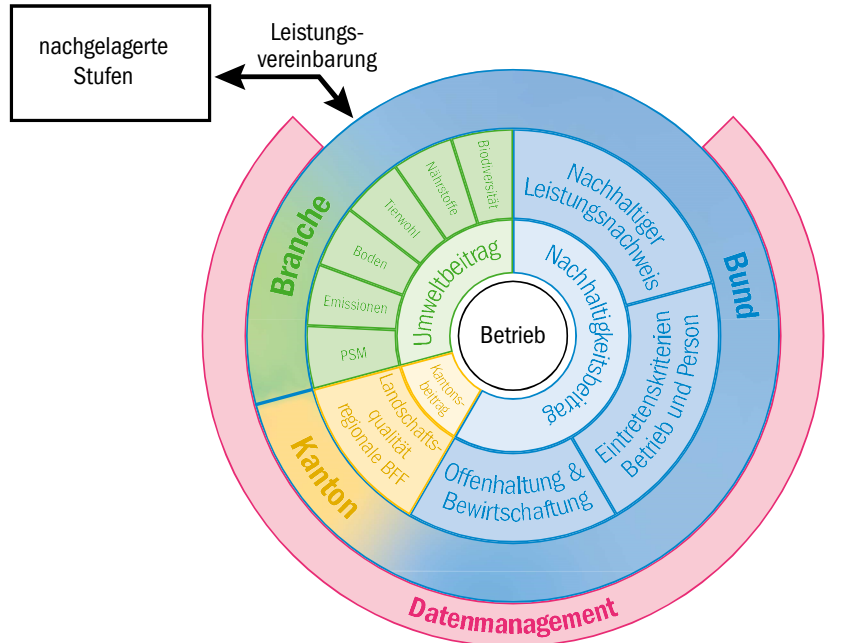 nachgelagerte
Stufen
Leistungs-
vereinbarung
Branche
Bund
Kanton
Datenmanagement
Biodiversität
Nährstoffe
Tierwohl
Boden
Emissionen
PSM
Umweltbeitrag
Nachhaltiger
Leistungsnachweis
Nachhaltigkeitsbeitrag
Betrieb
Eintretenskriterien
Betrieb und Person
Offenhaltung &
Bewirtschaftung
Kantons-
beitrag
Landschafts-
qualität
regionale BFF